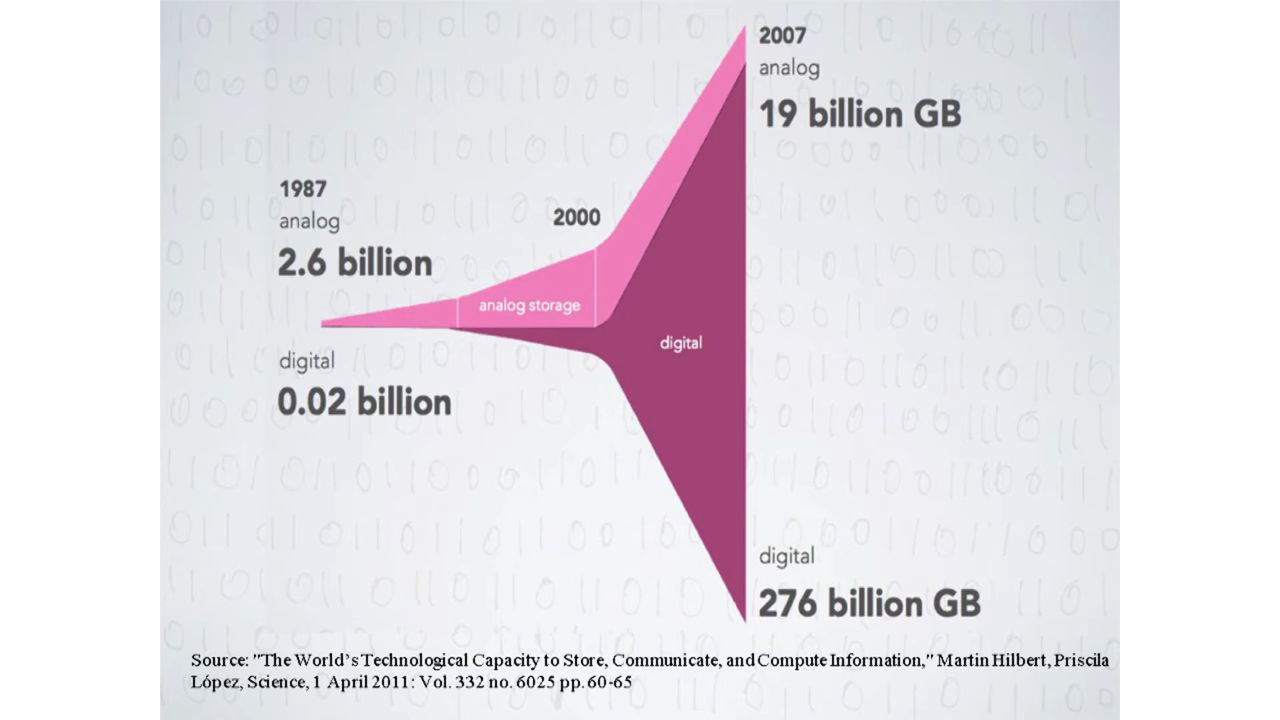 2007
analog
19 billion GB
1987
analog
2.6 billion
2000
analog storage
digital
digital
0.02 billion
digital
276 billion GB
Source: "The World’s Technological Capacity to Store, Communicate, and Compute Information," Martin Hilbert, Priscila
López, Science, 1 April 2011: Vol. 332 no. 6025 pp. 60-65